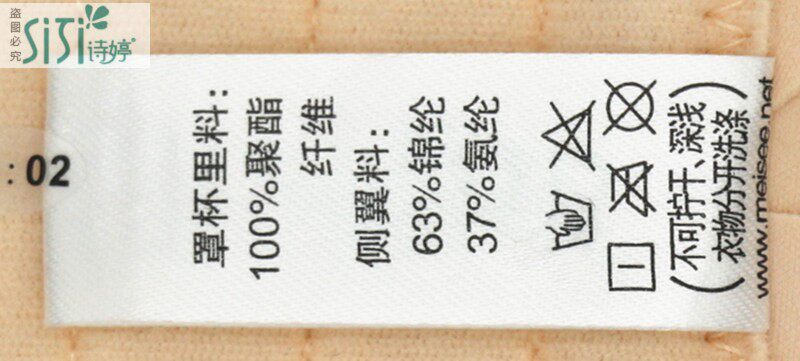 盗图必究
SiSi诗婷
: 02
罩杯里料:
100%聚酯
纤维
侧翼料:
63%锦纶
37%氨纶
(不可拧干、深浅
衣物分开洗涤)
www.meisee.net